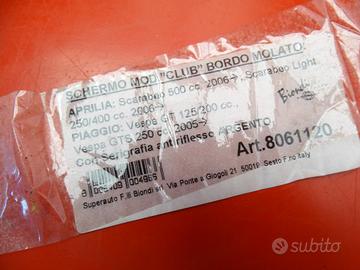 SCHERMO MOD "CLUB" BORDO MOLATO
APRILIA: Scarabeo 500 cc. 2006->, Scarabeo Light
250/400 cc., 2006->
PIAGGIO: Vespa GT 125/200 cc.,
Vespa GTS 250 cc. 2005->
Con Serigrafia antiriflesso ARGENTO
Biondi
Art.8061120
Superauto F.lli Biondi srl. Via Ponte a Giogoli 21 50019 Sesto F.no Italy
subito